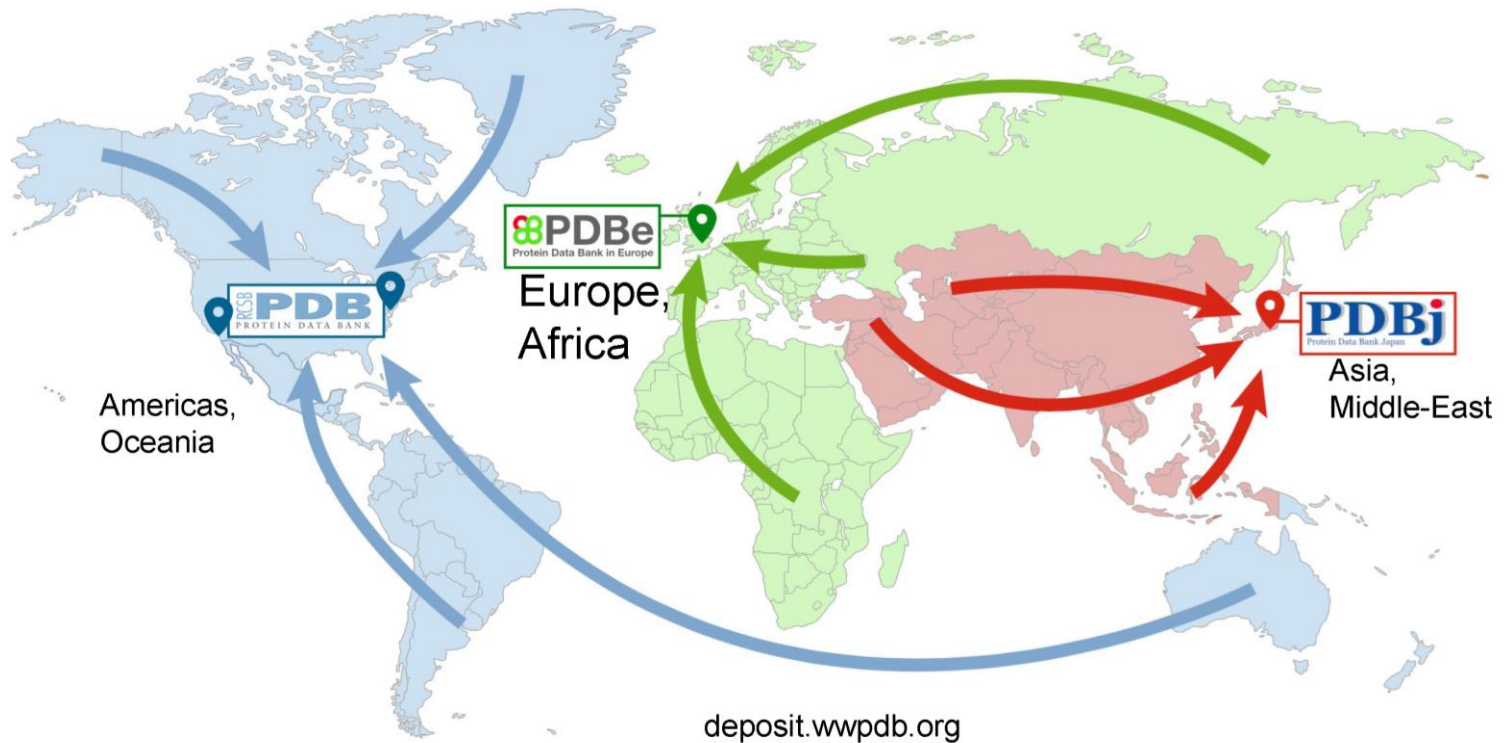 RCSB
PDB
PROTEIN DATA BANK
Americas,
Oceania
PDBe
Protein Data Bank in Europe
Europe,
Africa
PDBj
Protein Data Bank Japan
Asia,
Middle-East
deposit.wwpdb.org